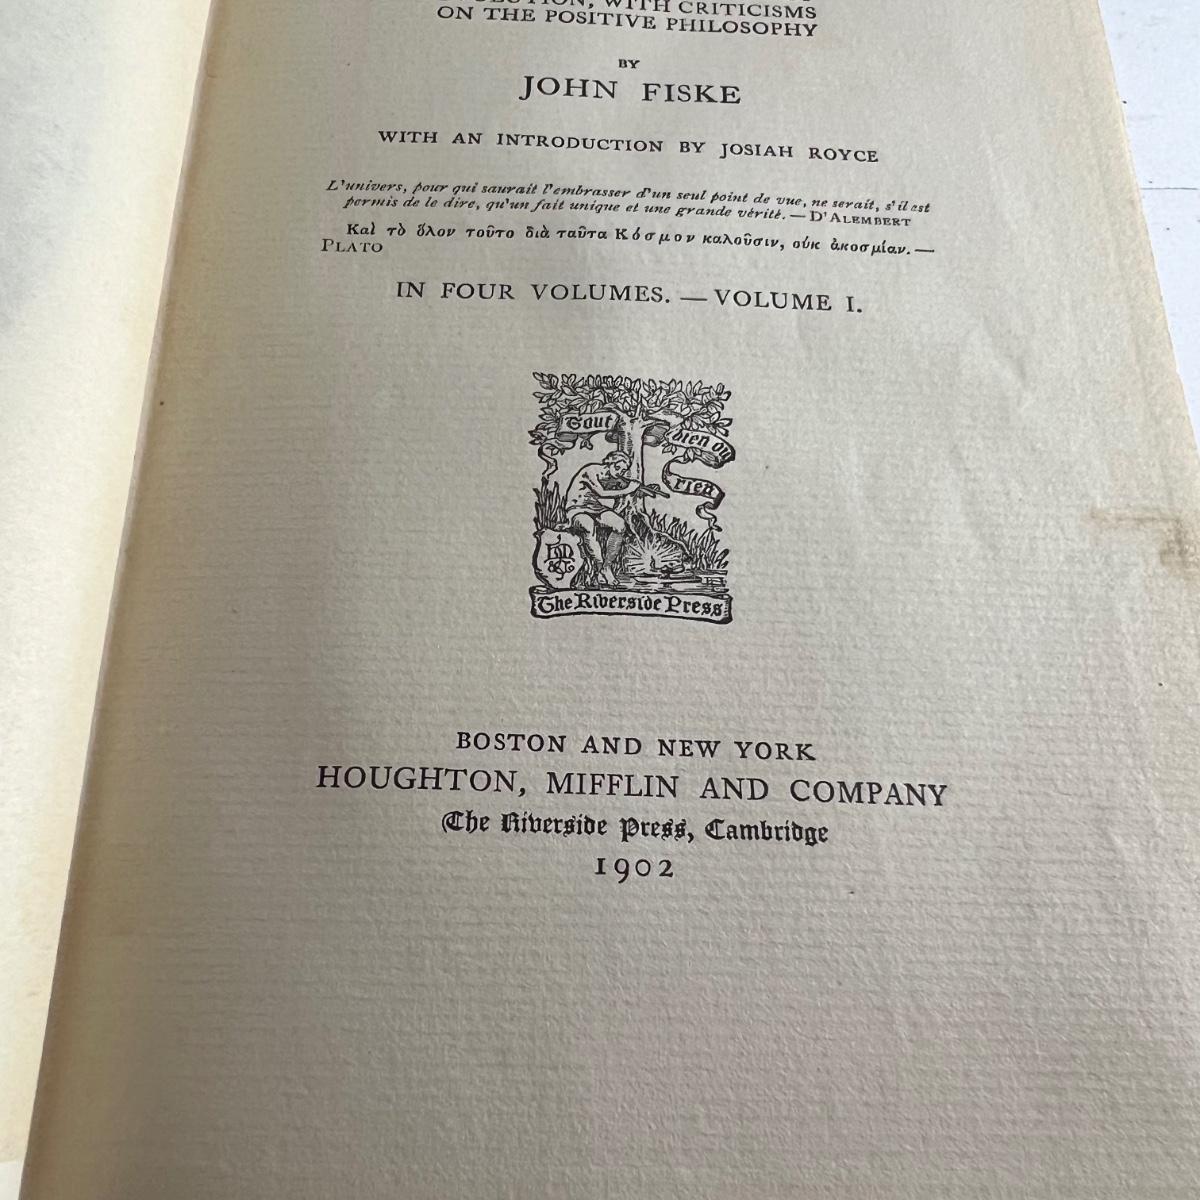 WITH CRITICISMS
ON THE POSITIVE PHILOSOPHY
BY
JOHN FISKE
WITH AN INTRODUCTION BY JOSIAH ROYCE
L'univers, pour qui saurait l'embrasser d'un seul point de vue, ne serait, s'il est
permis de le dire, qu'un fait unique et une grande vérité. — D'ALEMBERT
Καὶ τὸ ὅλον τοῦτο διὰ ταῦτα Κόσμον καλοῦσιν, οὐκ ἀκοσμίαν. —
PLATO
IN FOUR VOLUMES. — VOLUME I.
Tout
bien ou
rien
The Riverside Press
BOSTON AND NEW YORK
HOUGHTON, MIFFLIN AND COMPANY
The Riverside Press, Cambridge
1902